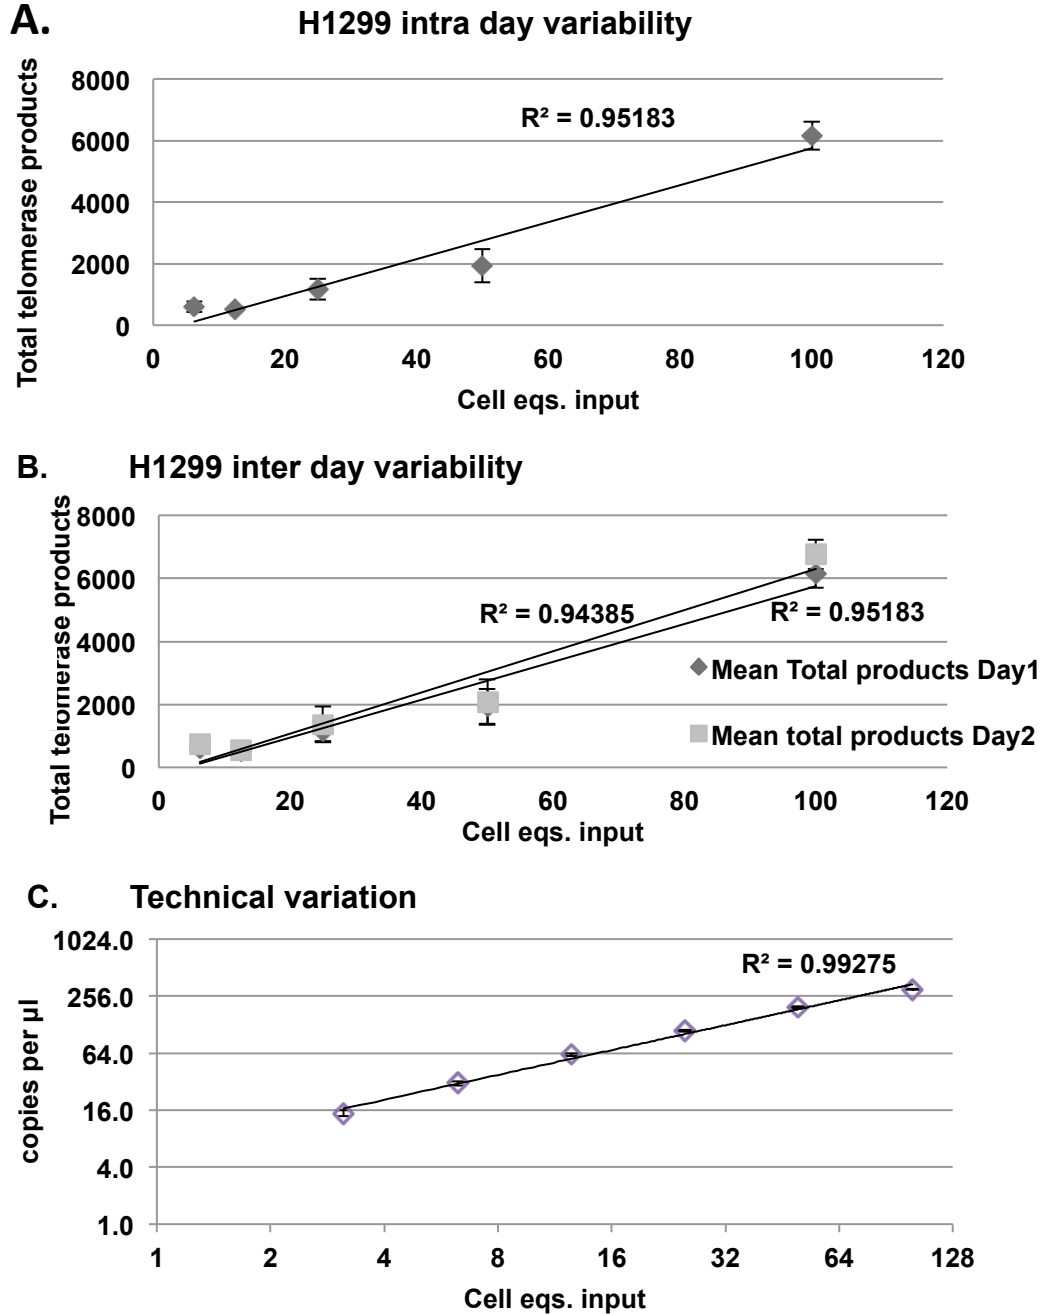 A.
H1299 intra day variability
Total telomerase products
8000
6000
4000
2000
0
R² = 0.95183
0 20 40 60 80 100 120
Cell eqs. input
B. H1299 inter day variability
Total telomerase products
8000
6000
4000
2000
0
R² = 0.94385
R² = 0.95183
Mean Total products Day1
Mean total products Day2
0 20 40 60 80 100 120
Cell eqs. input
C. Technical variation
copies per µl
1024.0
256.0
64.0
16.0
4.0
1.0
R² = 0.99275
1 2 4 8 16 32 64 128
Cell eqs. input